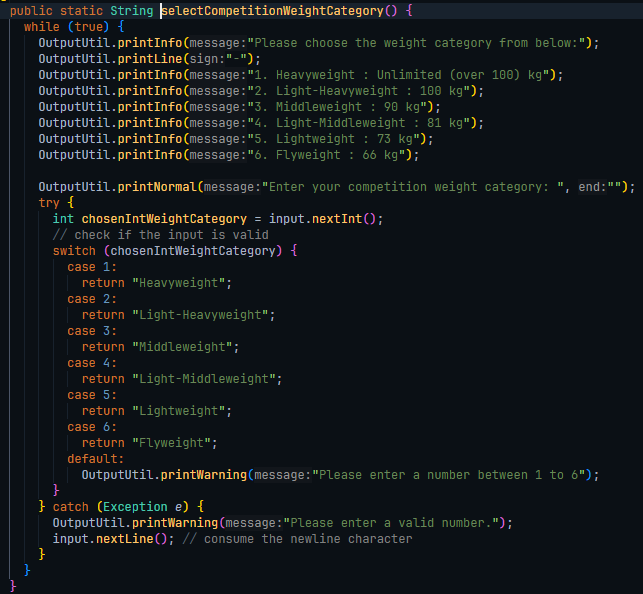 public static String selectCompetitionWeightCategory() {
while (true) {
OutputUtil.printInfo(message:"Please choose the weight category from below:");
OutputUtil.printLine(sign:"-");
OutputUtil.printInfo(message:"1. Heavyweight : Unlimited (over 100) kg");
OutputUtil.printInfo(message:"2. Light-Heavyweight : 100 kg");
OutputUtil.printInfo(message:"3. Middleweight : 90 kg");
OutputUtil.printInfo(message:"4. Light-Middleweight : 81 kg");
OutputUtil.printInfo(message:"5. Lightweight : 73 kg");
OutputUtil.printInfo(message:"6. Flyweight : 66 kg");
OutputUtil.printNormal(message:"Enter your competition weight category: ", end:"");
try {
int chosenIntWeightCategory = input.nextInt();
// check if the input is valid
switch (chosenIntWeightCategory) {
case 1:
return "Heavyweight";
case 2:
return "Light-Heavyweight";
case 3:
return "Middleweight";
case 4:
return "Light-Middleweight";
case 5:
return "Lightweight";
case 6:
return "Flyweight";
default:
OutputUtil.printWarning(message:"Please enter a number between 1 to 6");
}
} catch (Exception e) {
OutputUtil.printWarning(message:"Please enter a valid number.");
input.nextLine(); // consume the newline character
}
}
}